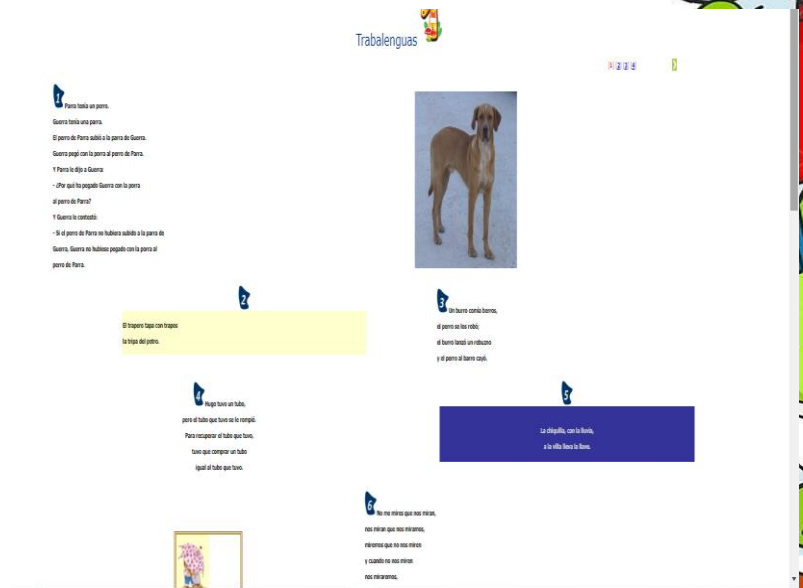 Trabalenguas
1 2 3 4
1 Parra tenía un perro.
Guerra tenía una parra.
El perro de Parra subió a la parra de Guerra.
Guerra pegó con la porra al perro de Parra.
Y Parra le dijo a Guerra:
- ¿Por qué ha pegado Guerra con la porra
al perro de Parra?
Y Guerra le contestó:
- Si el perro de Parra no hubiera subido a la parra de
Guerra, Guerra no hubiese pegado con la porra al
perro de Parra.
2
El trapero tapa con trapos
la tripa del potro.
3 Un burro comía berros,
el perro se los robó;
el burro lanzó un rebuzno
y el perro al barro cayó.
4 Hugo tuvo un tubo,
pero el tubo que tuvo se le rompió.
Para recuperar el tubo que tuvo,
tuvo que comprar un tubo
igual al tubo que tuvo.
5
La chiquilla, con la lluvia,
a la villa lleva la llave.
6 No me mires que nos miran,
nos miran que nos miramos,
miremos que no nos miren
y cuando no nos miren
nos miraremos,